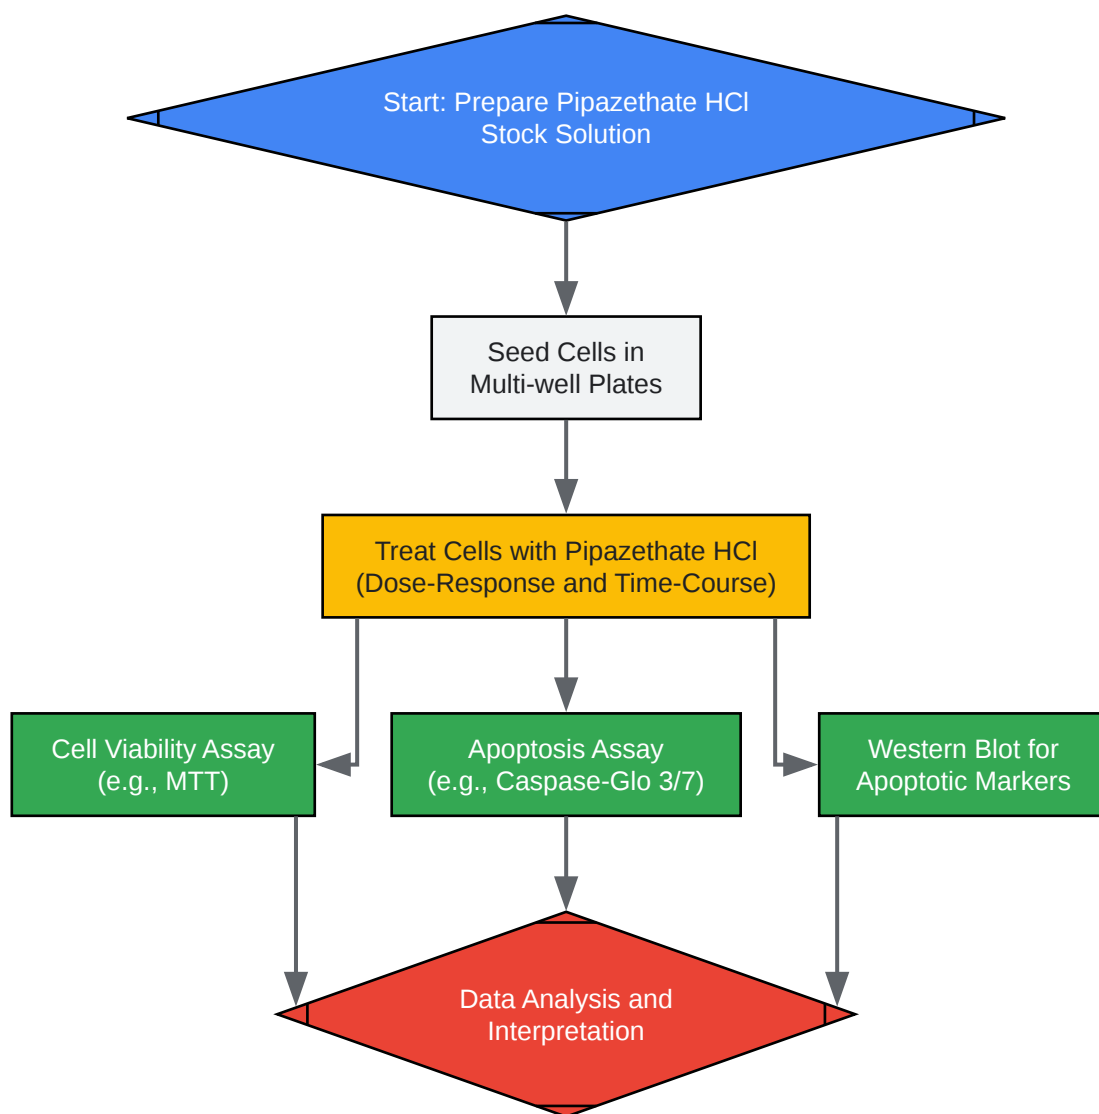 Start: Prepare Pipazethate HCl
Stock Solution
Seed Cells in
Multi-well Plates
Treat Cells with Pipazethate HCl
(Dose-Response and Time-Course)
Cell Viability Assay
(e.g., MTT)
Apoptosis Assay
(e.g., Caspase-Glo 3/7)
Western Blot for
Apoptotic Markers
Data Analysis and
Interpretation